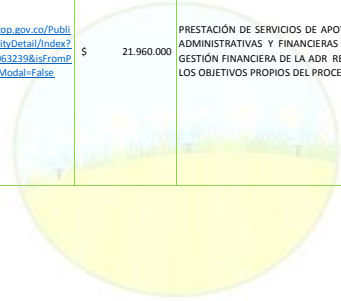 op.gov.co/Publi
ityDetail/Index?
963239&isFromP
Modal=False
$ 21.960.000
PRESTACIÓN DE SERVICIOS DE APOY
ADMINISTRATIVAS Y FINANCIERAS
GESTIÓN FINANCIERA DE LA ADR RE
LOS OBJETIVOS PROPIOS DEL PROCE